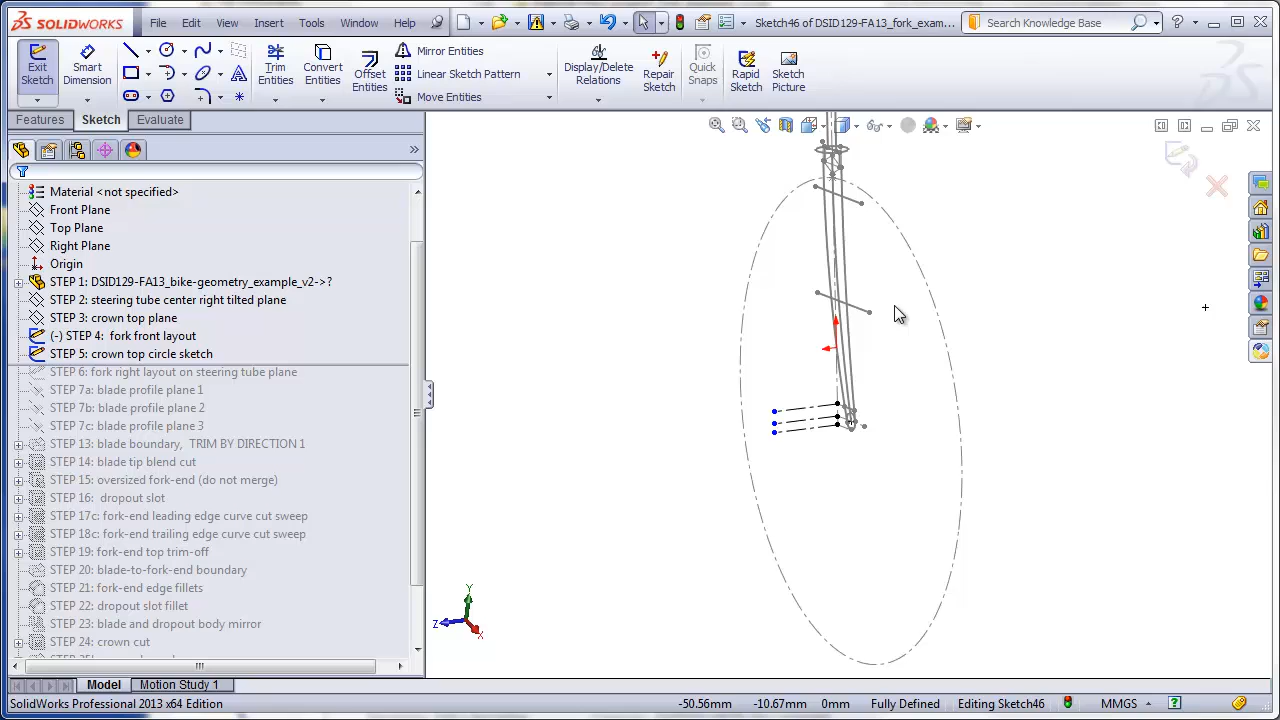 SOLIDWORKS File Edit View Insert Tools Window Help Sketch46 of DSID129-FA13_fork_exam... Search Knowledge Base
Exit Sketch
Smart Dimension
Trim Entities
Convert Entities
Offset Entities
Mirror Entities
Linear Sketch Pattern
Move Entities
Display/Delete Relations
Repair Sketch
Quick Snaps
Rapid Sketch
Sketch Picture
Features Sketch Evaluate
Material <not specified>
Front Plane
Top Plane
Right Plane
Origin
STEP 1: DSID129-FA13_bike-geometry_example_v2->?
STEP 2: steering tube center right tilted plane
STEP 3: crown top plane
(-) STEP 4: fork front layout
STEP 5: crown top circle sketch
STEP 6: fork right layout on steering tube plane
STEP 7a: blade profile plane 1
STEP 7b: blade profile plane 2
STEP 7c: blade profile plane 3
STEP 13: blade boundary, TRIM BY DIRECTION 1
STEP 14: blade tip blend cut
STEP 15: oversized fork-end (do not merge)
STEP 16: dropout slot
STEP 17c: fork-end leading edge curve cut sweep
STEP 18c: fork-end trailing edge curve cut sweep
STEP 19: fork-end top trim-off
STEP 20: blade-to-fork-end boundary
STEP 21: fork-end edge fillets
STEP 22: dropout slot fillet
STEP 23: blade and dropout body mirror
STEP 24: crown cut
Y
Z
X
Model Motion Study 1
SolidWorks Professional 2013 x64 Edition -50.56mm -10.67mm 0mm Fully Defined Editing Sketch46 MMGS